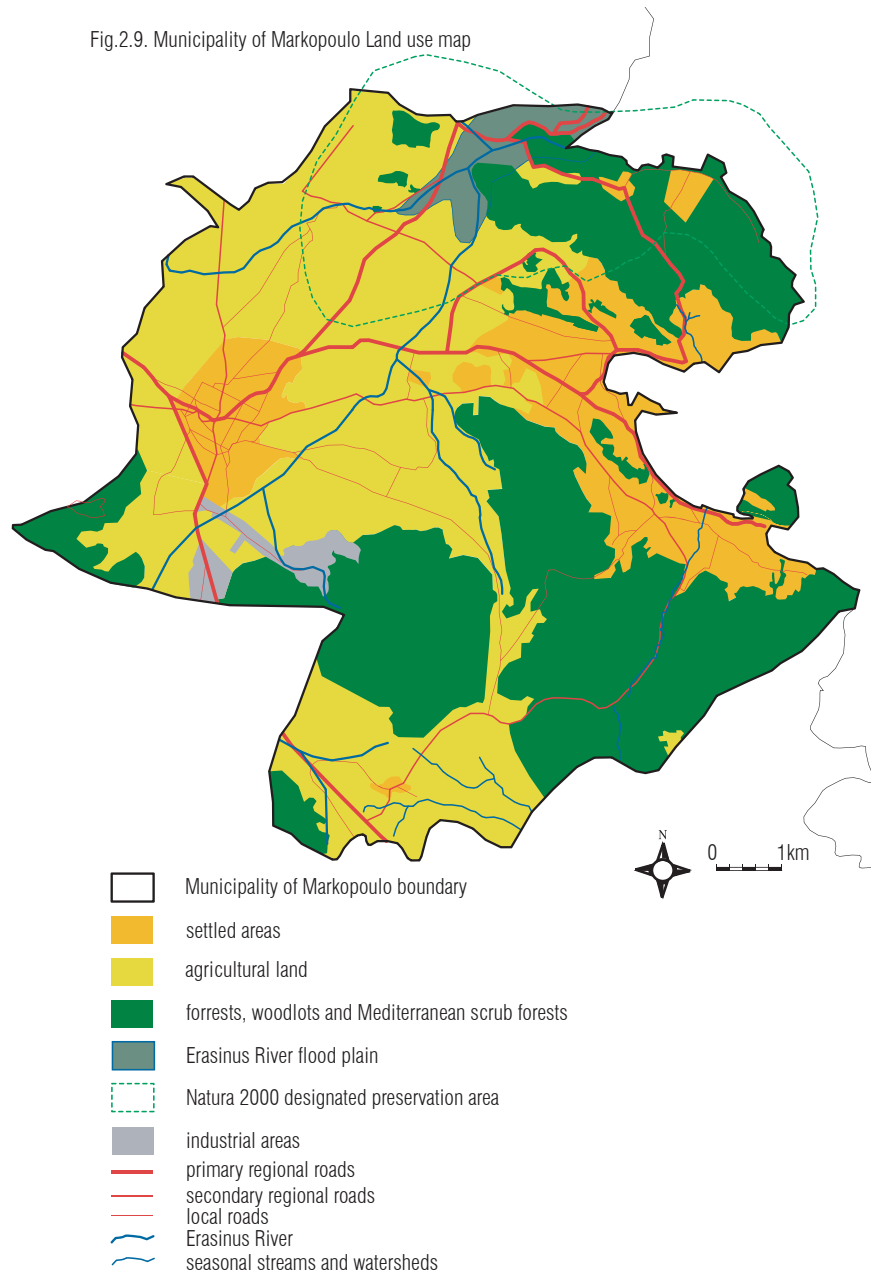 Fig.2.9. Municipality of Markopoulo Land use map
N
0 1km
Municipality of Markopoulo boundary
settled areas
agricultural land
forrests, woodlots and Mediterranean scrub forests
Erasinus River flood plain
Natura 2000 designated preservation area
industrial areas
primary regional roads
secondary regional roads
local roads
Erasinus River
seasonal streams and watersheds